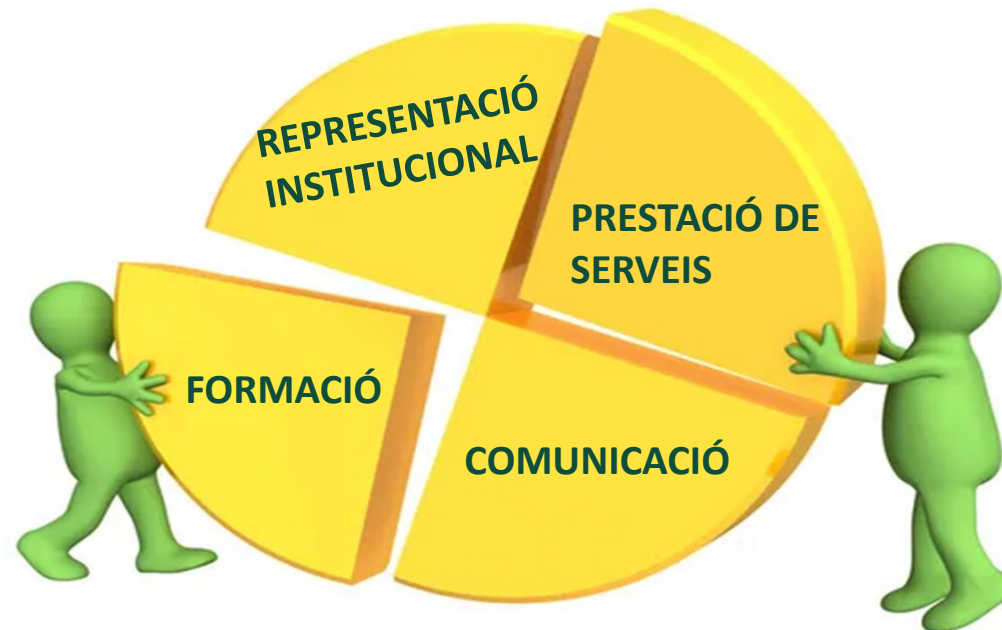 REPRESENTACIÓ
INSTITUCIONAL
PRESTACIÓ DE
SERVEIS
FORMACIÓ
COMUNICACIÓ